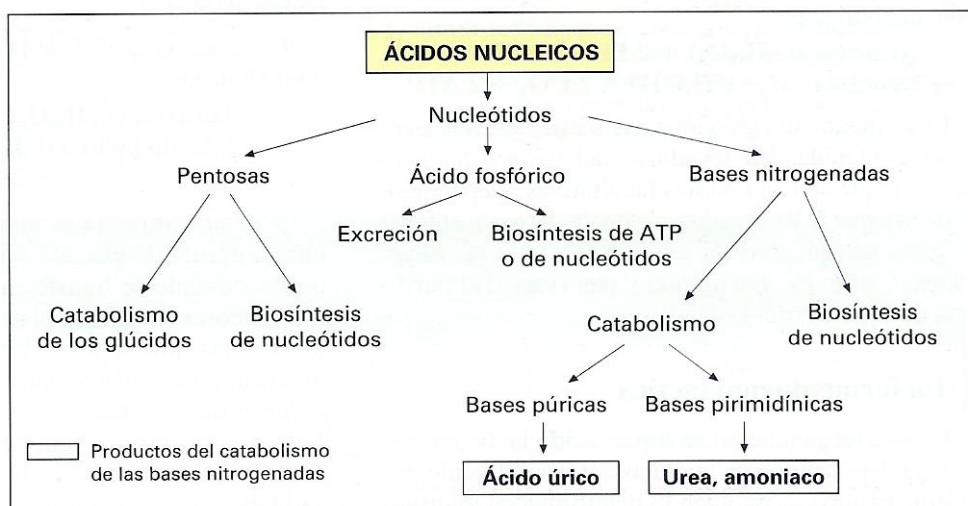 ÁCIDOS NUCLEICOS
Nucleótidos
Pentosas
Ácido fosfórico
Bases nitrogenadas
Excreción
Biosíntesis de ATP
o de nucleótidos
Catabolismo
de los glúcidos
Biosíntesis
de nucleótidos
Catabolismo
Biosíntesis
de nucleótidos
Bases púricas
Bases pirimidínicas
Productos del catabolismo
de las bases nitrogenadas
Ácido úrico
Urea, amoniaco